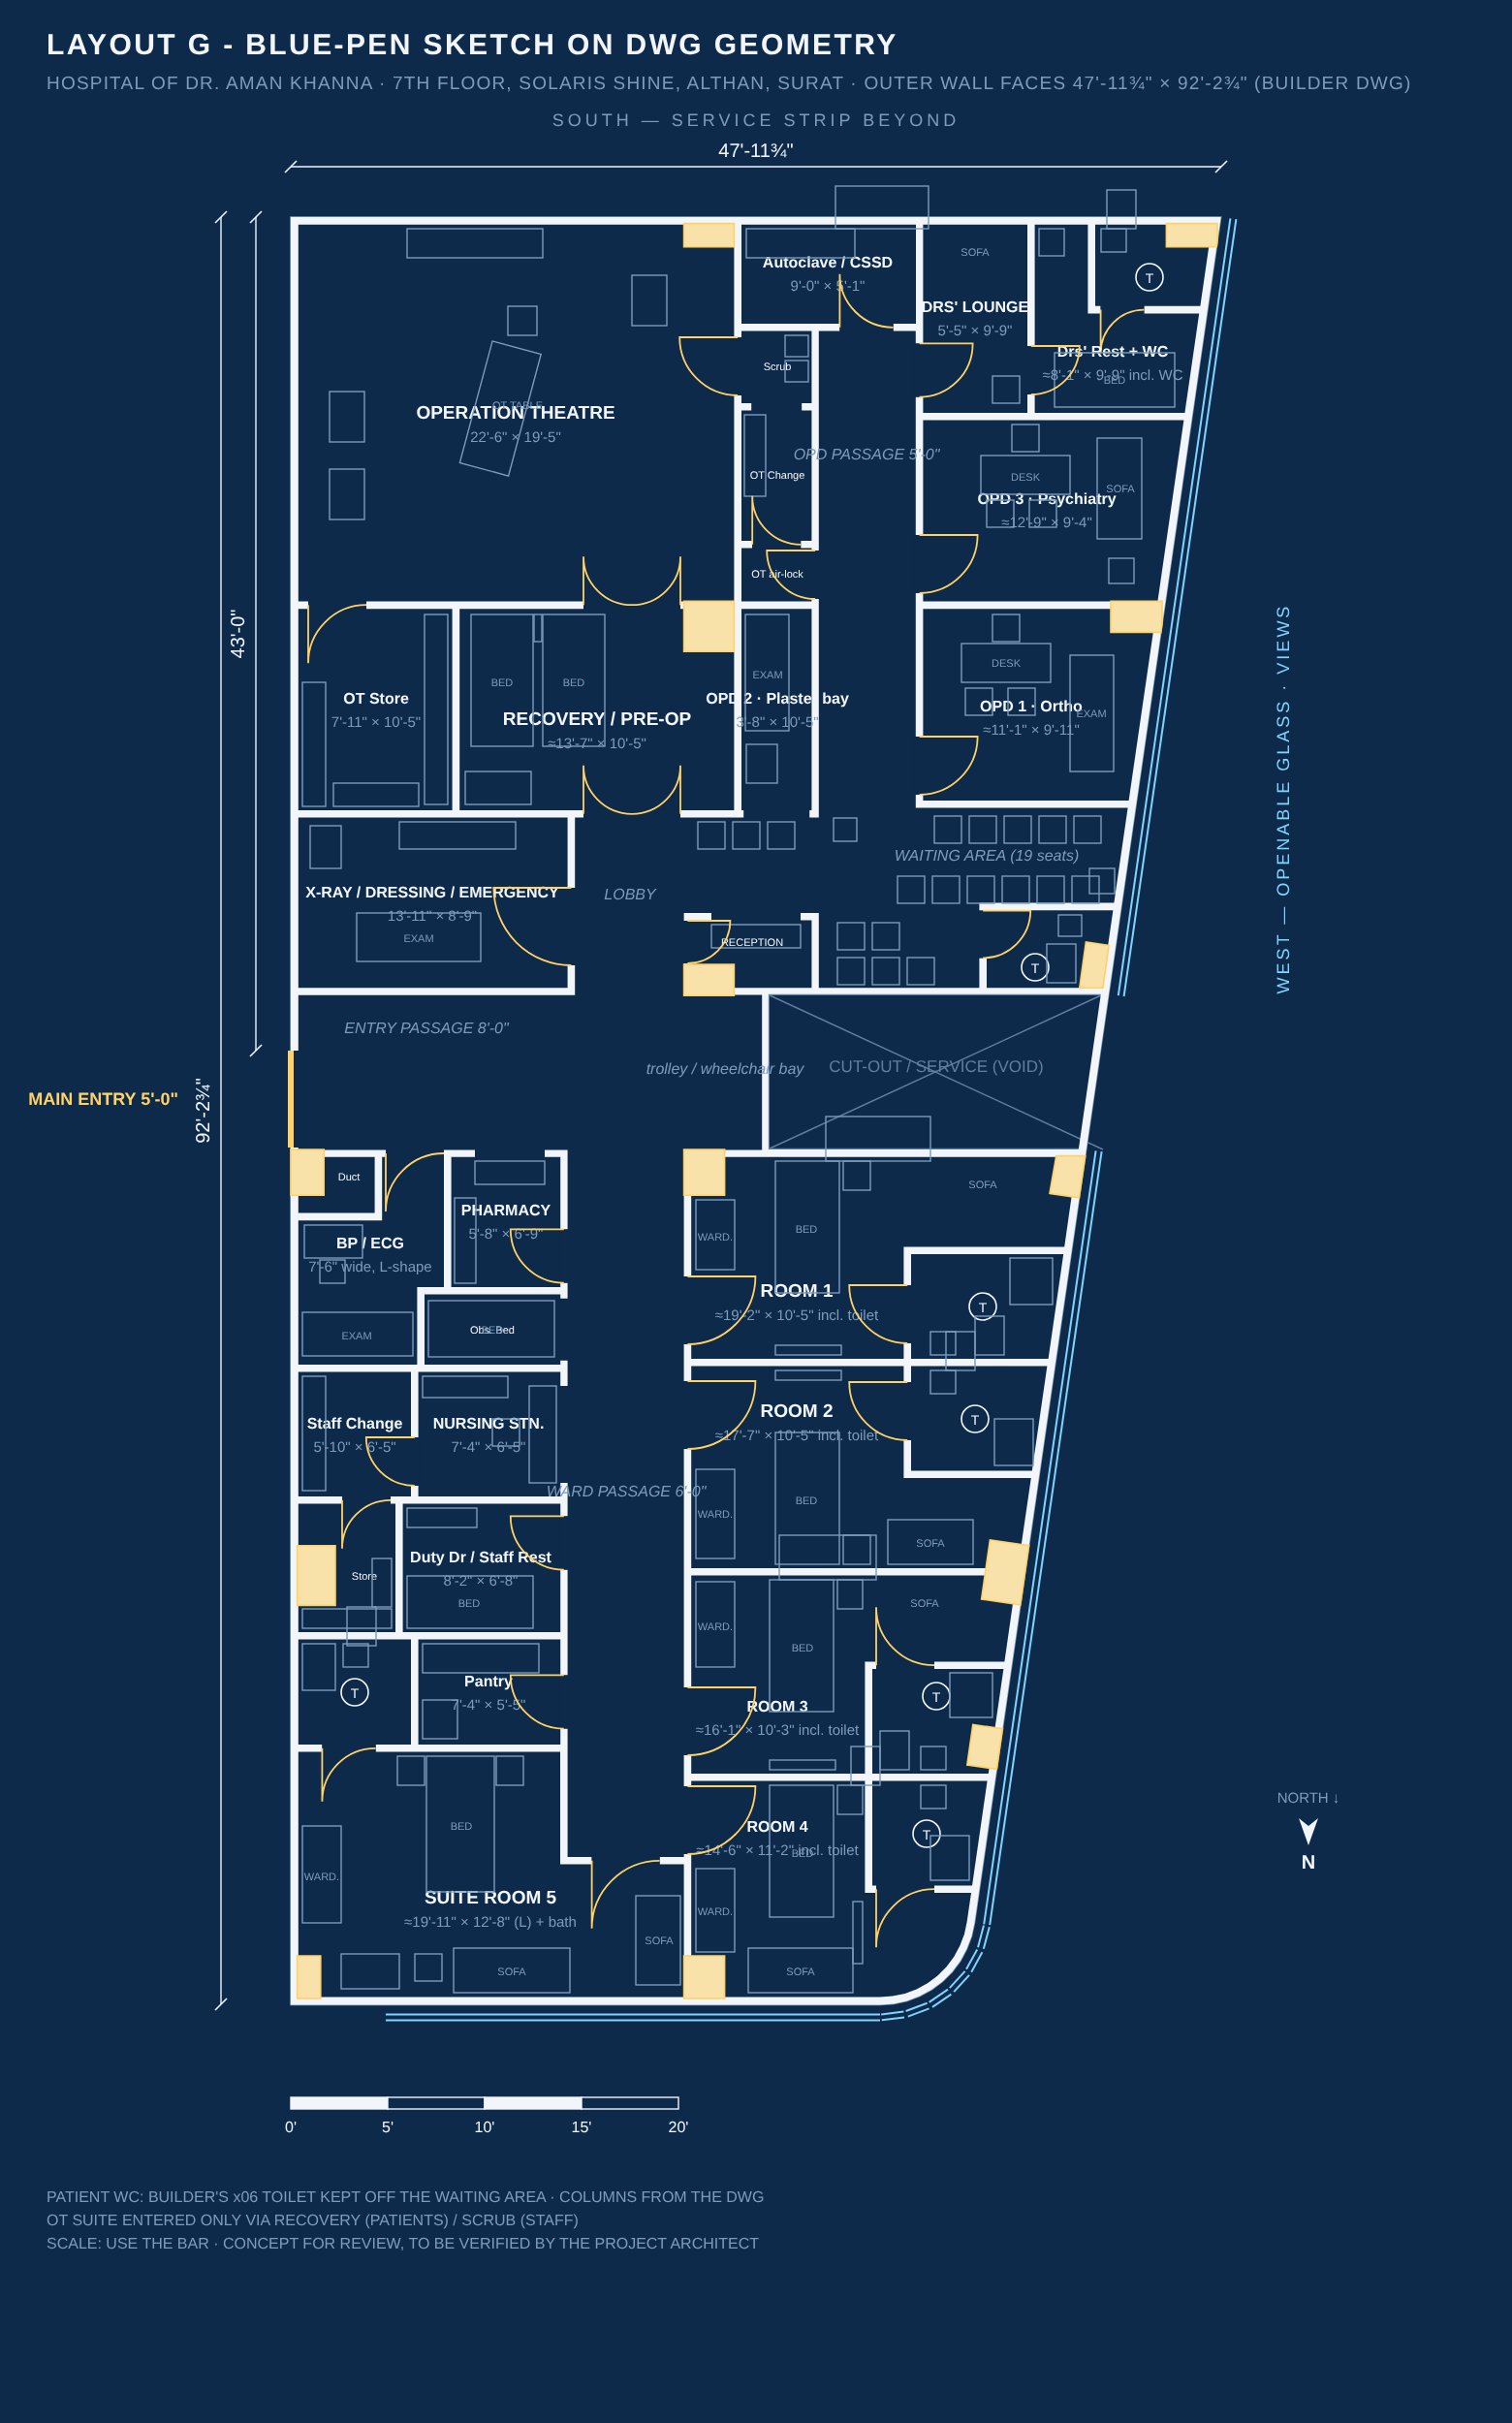 LAYOUT G - BLUE-PEN SKETCH ON DWG GEOMETRY
HOSPITAL OF DR. AMAN KHANNA · 7TH FLOOR, SOLARIS SHINE, ALTHAN, SURAT · OUTER WALL FACES 47'-11¾" × 92'-2¾" (BUILDER DWG)
SOUTH — SERVICE STRIP BEYOND
47'-11¾"
43'-0"
92'-2¾"
MAIN ENTRY 5'-0"
WEST — OPENABLE GLASS · VIEWS
OPERATION THEATRE
22'-6" × 19'-5"
OT TABLE
Autoclave / CSSD
9'-0" × 5'-1"
SOFA
DRS' LOUNGE
5'-5" × 9'-9"
T
Drs' Rest + WC
≈8'-1" × 9'-9" incl. WC
BED
Scrub
OT Change
OT air-lock
OPD PASSAGE 5'-0"
DESK
SOFA
OPD 3 · Psychiatry
≈12'-9" × 9'-4"
OT Store
7'-11" × 10'-5"
BED
BED
RECOVERY / PRE-OP
≈13'-7" × 10'-5"
EXAM
OPD 2 · Plaster bay
3'-8" × 10'-5"
DESK
OPD 1 · Ortho
≈11'-1" × 9'-11"
EXAM
X-RAY / DRESSING / EMERGENCY
13'-11" × 8'-9"
EXAM
LOBBY
WAITING AREA (19 seats)
RECEPTION
T
ENTRY PASSAGE 8'-0"
trolley / wheelchair bay
CUT-OUT / SERVICE (VOID)
Duct
BP / ECG
7'-6" wide, L-shape
EXAM
PHARMACY
5'-8" × 6'-9"
Obs. Bed
BED
SOFA
WARD.
BED
ROOM 1
≈19'-2" × 10'-5" incl. toilet
T
Staff Change
5'-10" × 6'-5"
NURSING STN.
7'-4" × 6'-5"
ROOM 2
≈17'-7" × 10'-5" incl. toilet
T
WARD PASSAGE 6'-0"
WARD.
BED
SOFA
Duty Dr / Staff Rest
8'-2" × 6'-8"
BED
Store
SOFA
WARD.
BED
ROOM 3
≈16'-1" × 10'-3" incl. toilet
T
T
Pantry
7'-4" × 5'-5"
ROOM 4
≈14'-6" × 11'-2" incl. toilet
BED
T
WARD.
SOFA
BED
WARD.
SUITE ROOM 5
≈19'-11" × 12'-8" (L) + bath
SOFA
SOFA
NORTH ↓
N
0' 5' 10' 15' 20'
PATIENT WC: BUILDER'S x06 TOILET KEPT OFF THE WAITING AREA · COLUMNS FROM THE DWG
OT SUITE ENTERED ONLY VIA RECOVERY (PATIENTS) / SCRUB (STAFF)
SCALE: USE THE BAR · CONCEPT FOR REVIEW, TO BE VERIFIED BY THE PROJECT ARCHITECT